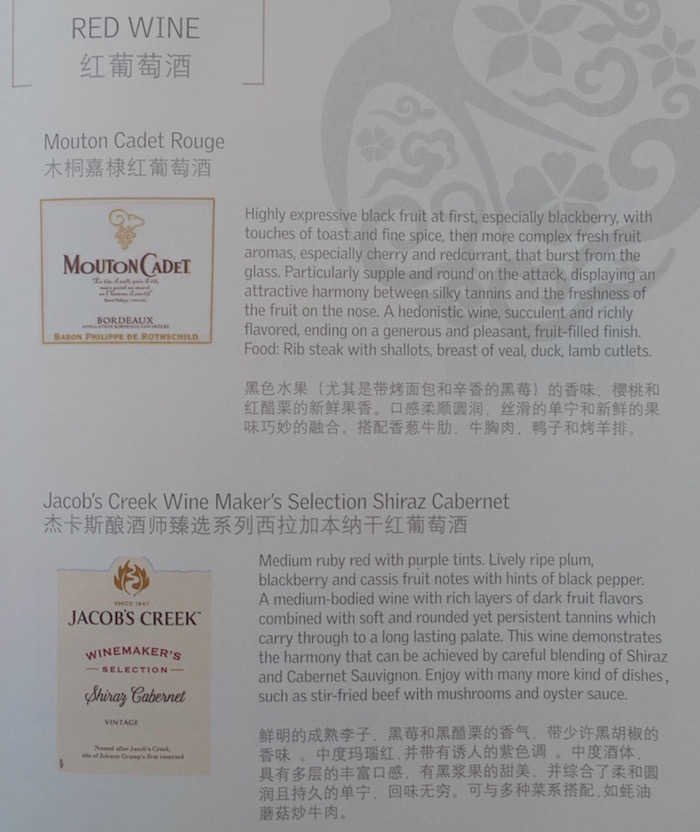 RED WINE
红葡萄酒
Mouton Cadet Rouge
木桐嘉棣红葡萄酒
MOUTON CADET
BORDEAUX
APPELLATION BORDEAUX CONTRÔLÉE
BARON PHILIPPE DE ROTHSCHILD
Highly expressive black fruit at first, especially blackberry, with
touches of toast and fine spice, then more complex fresh fruit
aromas, especially cherry and redcurrant, that burst from the
glass. Particularly supple and round on the attack, displaying an
attractive harmony between silky tannins and the freshness of
the fruit on the nose. A hedonistic wine, succulent and richly
flavored, ending on a generous and pleasant, fruit-filled finish.
Food: Rib steak with shallots, breast of veal, duck, lamb cutlets.
黑色水果（尤其是带烤面包和辛香的黑莓）的香味，樱桃和
红醋栗的新鲜果香。口感柔顺圆润，丝滑的单宁和新鲜的果
味巧妙的融合。搭配香葱牛肋，牛胸肉，鸭子和烤羊排。
Jacob's Creek Wine Maker's Selection Shiraz Cabernet
杰卡斯酿酒师臻选系列西拉加本纳干红葡萄酒
SINCE 1847
JACOB'S CREEK™
WINEMAKER'S
SELECTION
Shiraz Cabernet
VINTAGE
Named after Jacob's Creek,
site of Johann Gramp's first vineyard
Medium ruby red with purple tints. Lively ripe plum,
blackberry and cassis fruit notes with hints of black pepper.
A medium-bodied wine with rich layers of dark fruit flavors
combined with soft and rounded yet persistent tannins which
carry through to a long lasting palate. This wine demonstrates
the harmony that can be achieved by careful blending of Shiraz
and Cabernet Sauvignon. Enjoy with many more kind of dishes,
such as stir-fried beef with mushrooms and oyster sauce.
鲜明的成熟李子，黑莓和黑醋栗的香气，带少许黑胡椒的
香味 。中度玛瑙红，并带有诱人的紫色调 。中度酒体，
具有多层的丰富口感，有黑浆果的甜美，并综合了柔和圆
润且持久的单宁，回味无穷。可与多种菜系搭配，如蚝油
蘑菇炒牛肉。